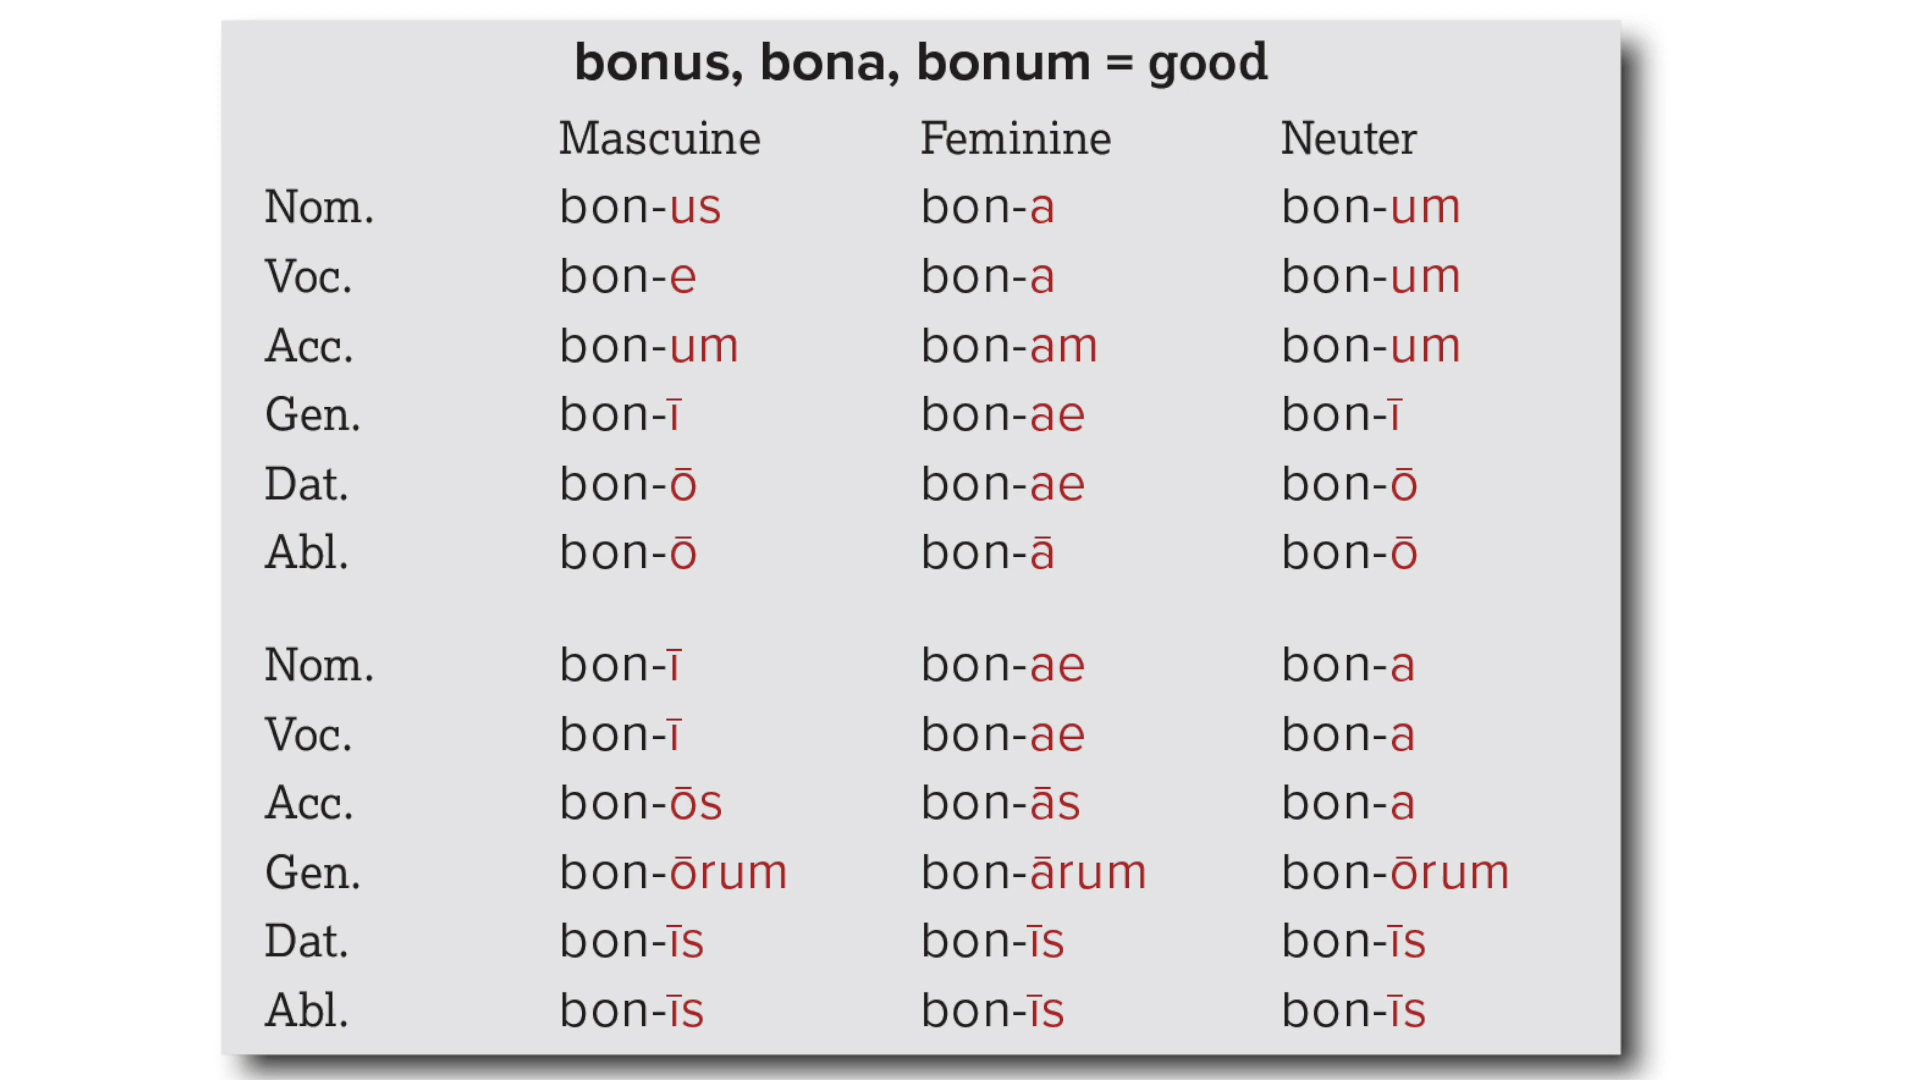 bonus, bona, bonum = good
Mascuine Feminine Neuter
Nom. bon-us bon-a bon-um
Voc. bon-e bon-a bon-um
Acc. bon-um bon-am bon-um
Gen. bon-ī bon-ae bon-ī
Dat. bon-ō bon-ae bon-ō
Abl. bon-ō bon-ā bon-ō
Nom. bon-ī bon-ae bon-a
Voc. bon-ī bon-ae bon-a
Acc. bon-ōs bon-ās bon-a
Gen. bon-ōrum bon-ārum bon-ōrum
Dat. bon-īs bon-īs bon-īs
Abl. bon-īs bon-īs bon-īs